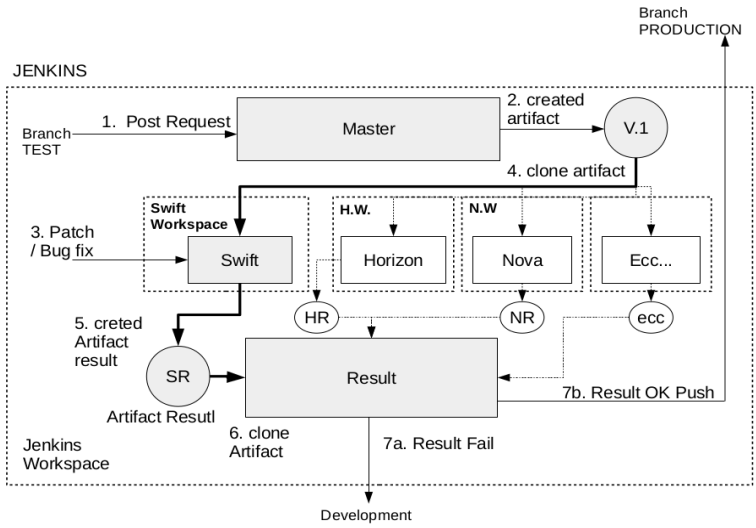 Branch
PRODUCTION
JENKINS
Branch
TEST
1. Post Request
Master
2. created
artifact
V.1
4. clone artifact
3. Patch
/ Bug fix
Swift
Workspace
Swift
H.W.
Horizon
N.W
Nova
Ecc...
HR
NR
ecc
5. creted
Artifact
result
SR
Artifact Resutl
Result
6. clone
Artifact
7a. Result Fail
7b. Result OK Push
Jenkins
Workspace
Development